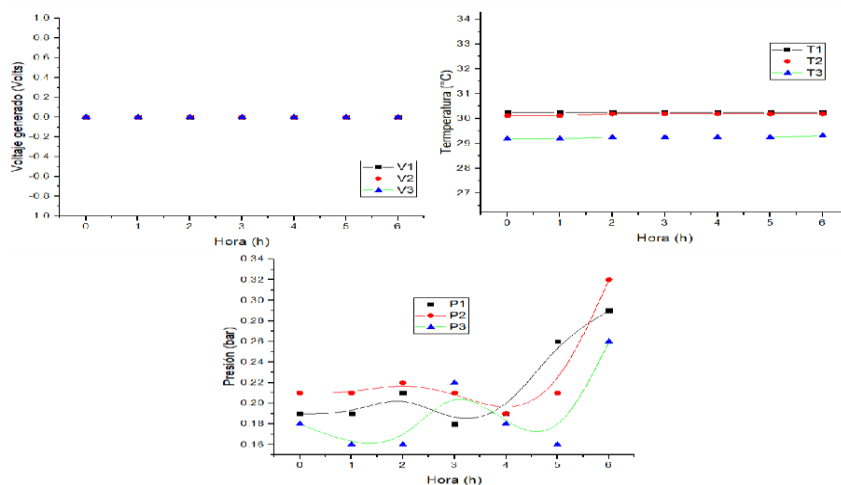 Voltaje generado (Volts)
1.0
0.8
0.6
0.4
0.2
0.0
-0.2
-0.4
-0.6
-0.8
1.0
V1
V2
V3
0 1 2 3 4 5 6
Hora (h)
Termperatura (°C)
34
33
32
31
30
29
28
27
T1
T2
T3
0 1 2 3 4 5 6
Hora (h)
Presión (bar)
0.34
0.32
0.30
0.28
0.26
0.24
0.22
0.20
0.18
0.16
P1
P2
P3
0 1 2 3 4 5 6
Hora (h)